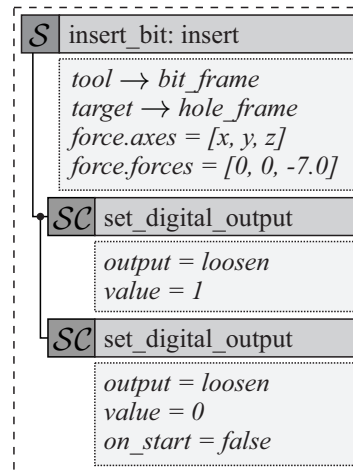 S insert_bit: insert
tool → bit_frame
target → hole_frame
force.axes = [x, y, z]
force.forces = [0, 0, -7.0]
SC set_digital_output
output = loosen
value = 1
SC set_digital_output
output = loosen
value = 0
on_start = false